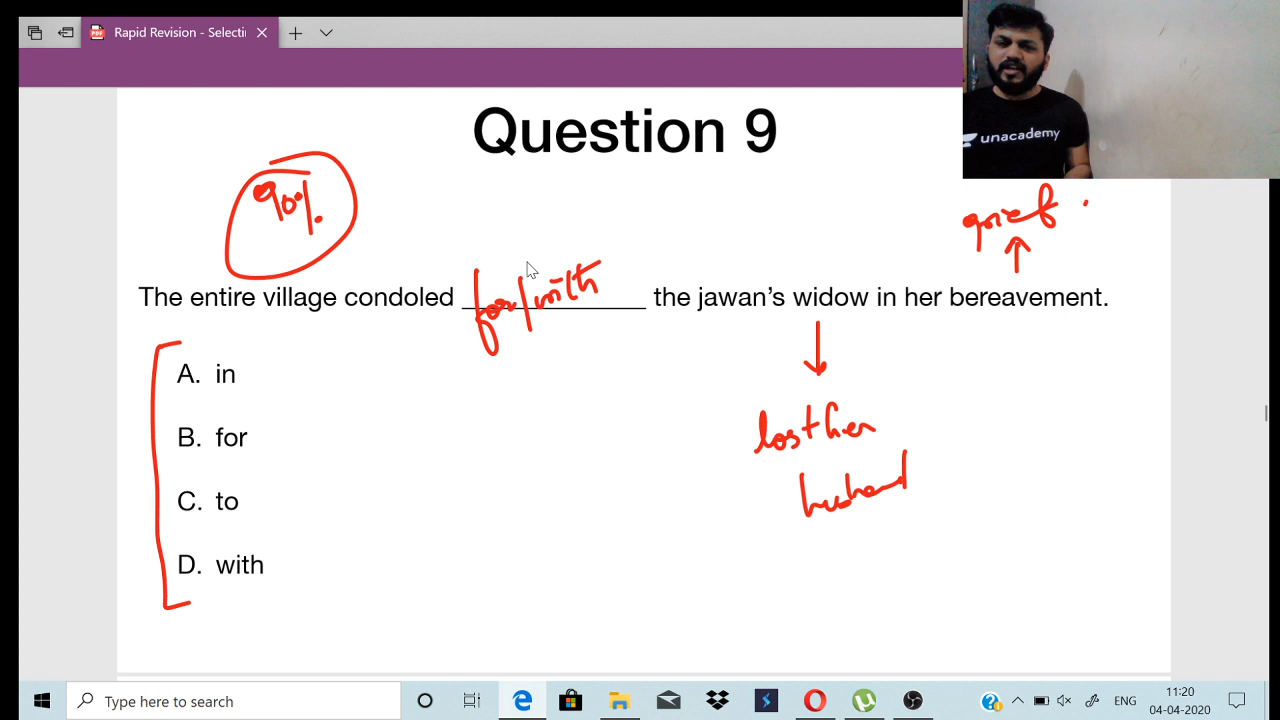 Rapid Revision - Selecti
Question 9
unacademy
90%.
grief.
for/with
The entire village condoled ______ the jawan's widow in her bereavement.
A. in
B. for
C. to
D. with
lost her
husband
Type here to search
ENG
11:20
04-04-2020